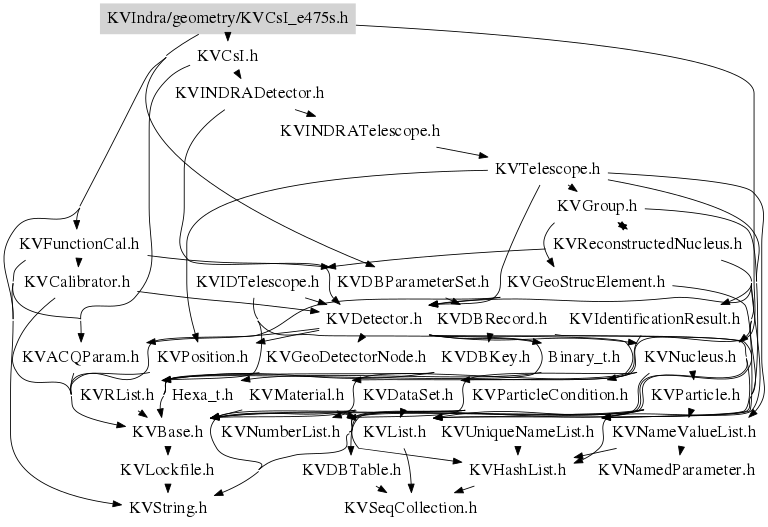 KVIndra/geometry/KVCsI_e475s.h
KVCsI.h
KVINDRADetector.h
KVINDRATelescope.h
KVTelescope.h
KVGroup.h
KVFunctionCal.h
KVReconstructedNucleus.h
KVCalibrator.h
KVIDTelescope.h
KVDBParameterSet.h
KVGeoStrucElement.h
KVDetector.h
KVDBRecord.h
KVIdentificationResult.h
KVACQParam.h
KVPosition.h
KVGeoDetectorNode.h
KVDBKey.h
Binary_t.h
KVNucleus.h
KVRList.h
Hexa_t.h
KVMaterial.h
KVDataSet.h
KVParticleCondition.h
KVParticle.h
KVBase.h
KVNumberList.h
KVList.h
KVUniqueNameList.h
KVNameValueList.h
KVLockfile.h
KVDBTable.h
KVHashList.h
KVNamedParameter.h
KVString.h
KVSeqCollection.h